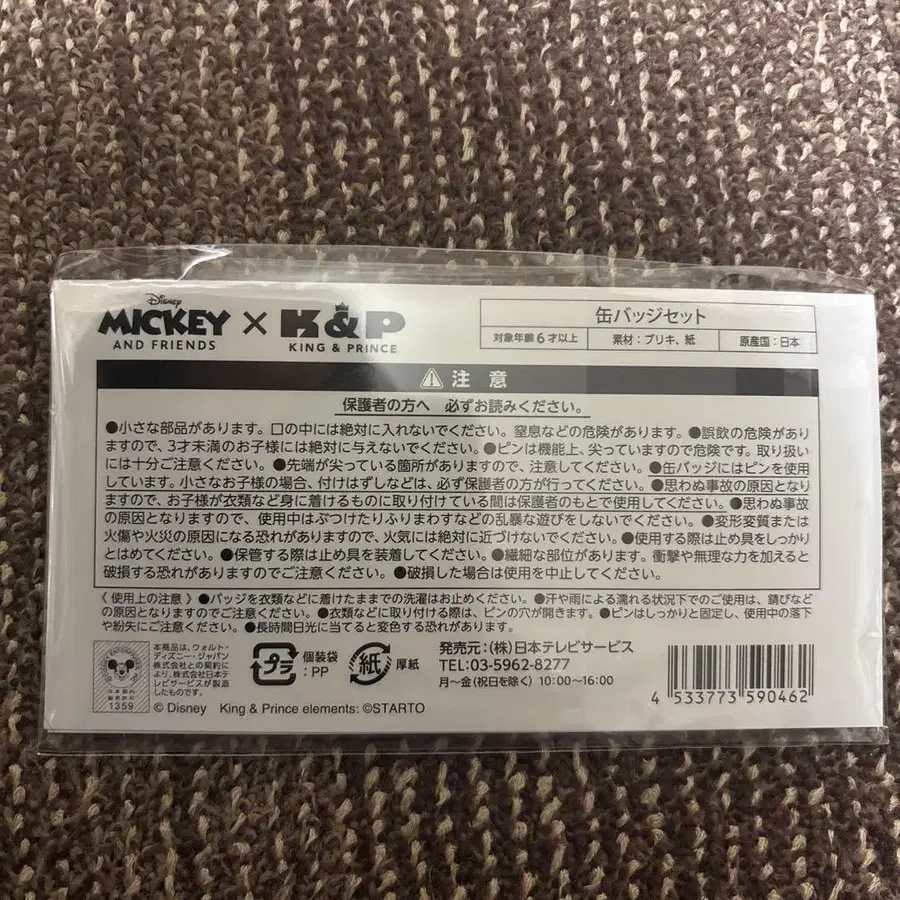 Disney
MICKEY × K&P
AND FRIENDS KING & PRINCE
缶バッジセット
対象年齢6才以上 素材：ブリキ、紙 原産国：日本
⚠ 注 意
保護者の方へ 必ずお読みください。
●小さな部品があります。口の中には絶対に入れないでください。窒息などの危険があります。●誤飲の危険があり
ますので、3才未満のお子様には絶対に与えないでください。●ピンは機能上、尖っていますので危険です。取り扱い
には十分ご注意ください。●先端が尖っている箇所がありますので、注意してください。●缶バッジにはピンを使用
しています。小さなお子様の場合、付けはずしなどは、必ず保護者の方が行ってください。●思わぬ事故の原因となり
ますので、お子様が衣類など身に着けるものに取り付けている間は保護者のもとで使用してください。●思わぬ事故
の原因となりますので、使用中はぶつけたりふりまわすなどの乱暴な遊びをしないでください。●変形変質または
火傷や火災の原因になる恐れがありますので、火気には絶対に近づけないでください。●使用する際は止め具をしっかり
とはめてください。●保管する際は止め具を装着してください。●繊細な部位があります。衝撃や無理な力を加えると
破損する恐れがありますのでご注意ください。●破損した場合は使用を中止してください。
《 使用上の注意 》●バッジを衣類などに着けたままでの洗濯はお止めください。●汗や雨による濡れる状況下でのご使用は、錆びなど
の原因となりますのでご注意ください。●衣類などに取り付ける際は、ピンの穴が開きます。●ピンはしっかりと固定し、使用中の落下
や紛失にご注意ください。●長時間日光に当てると変色する恐れがあります。
日本国内
販売許諾
1359
本商品は、ウォルト・
ディズニー・ジャパン
株式会社との契約によ
り、株式会社日本テレ
ビサービスが製造
したものです。
プラ 個装袋
：PP
紙 厚紙
発売元：(株)日本テレビサービス
TEL:03-5962-8277
月～金(祝日を除く) 10:00～16:00
4 533773 590462
© Disney King & Prince elements: ©STARTO